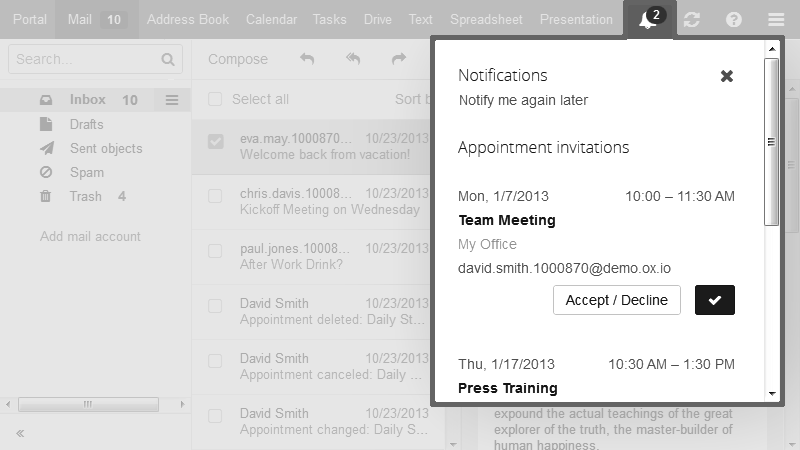 Portal Mail 10 Address Book Calendar Tasks Drive Text Spreadsheet Presentation 2
Search...
Inbox 10
Drafts
Sent objects
Spam
Trash 4
Add mail account
Compose
Select all Sort b
eva.may.1000870... 10/23/2013
Welcome back from vacation!
chris.davis.10008... 10/23/2013
Kickoff Meeting on Wednesday
paul.jones.10008... 10/23/2013
After Work Drink?
David Smith 10/23/2013
Appointment deleted: Daily St...
David Smith 10/23/2013
Appointment canceled: Daily ...
David Smith 10/23/2013
Appointment changed: Daily S...
Notifications
Notify me again later
Appointment invitations
Mon, 1/7/2013 10:00 – 11:30 AM
Team Meeting
My Office
david.smith.1000870@demo.ox.io
Accept / Decline
Thu, 1/17/2013 10:30 AM – 1:30 PM
Press Training
expound the actual teachings of the great
explorer of the truth, the master-builder of
human happiness.